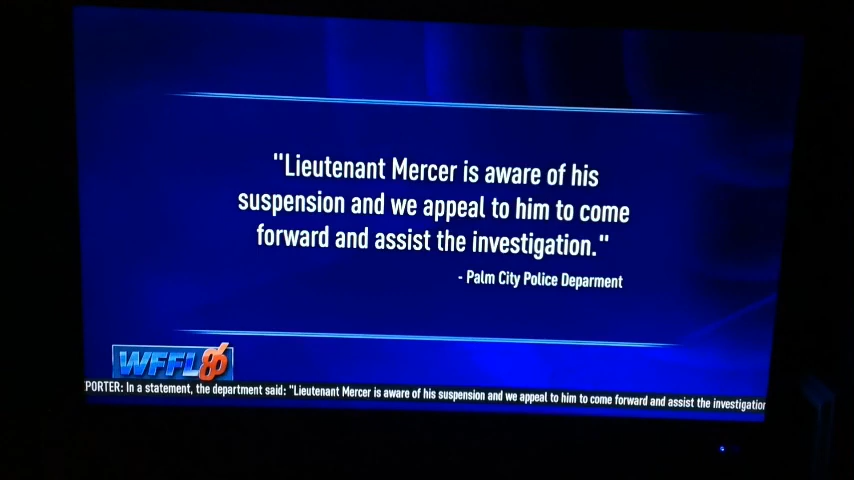 "Lieutenant Mercer is aware of his
suspension and we appeal to him to come
forward and assist the investigation."
- Palm City Police Deparment
WFFL86
PORTER: In a statement, the department said: "Lieutenant Mercer is aware of his suspension and we appeal to him to come forward and assist the investigation